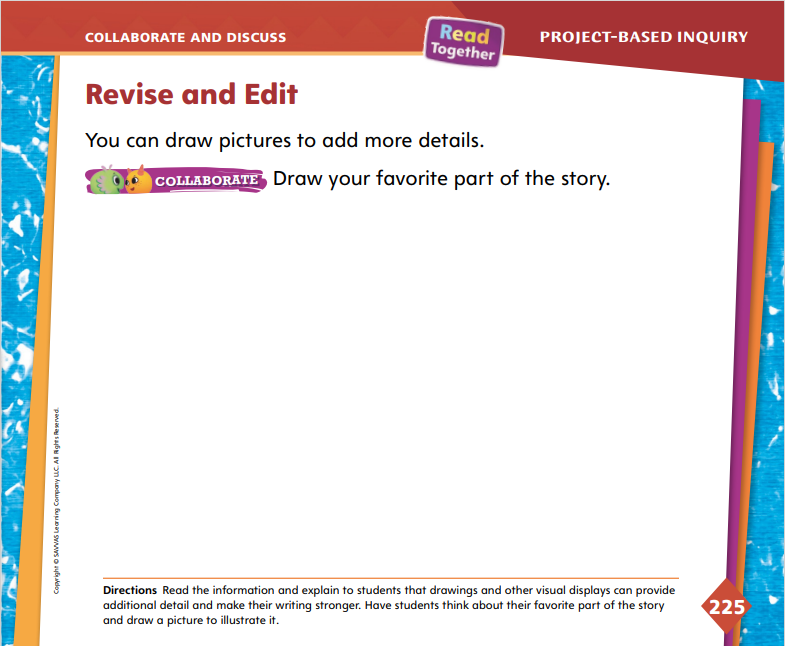 COLLABORATE AND DISCUSS
Read
Together
PROJECT-BASED INQUIRY
Revise and Edit
You can draw pictures to add more details.
COLLABORATE Draw your favorite part of the story.
Copyright © SAVVAS Learning Company LLC. All Rights Reserved.
Directions Read the information and explain to students that drawings and other visual displays can provide
additional detail and make their writing stronger. Have students think about their favorite part of the story
and draw a picture to illustrate it.
225